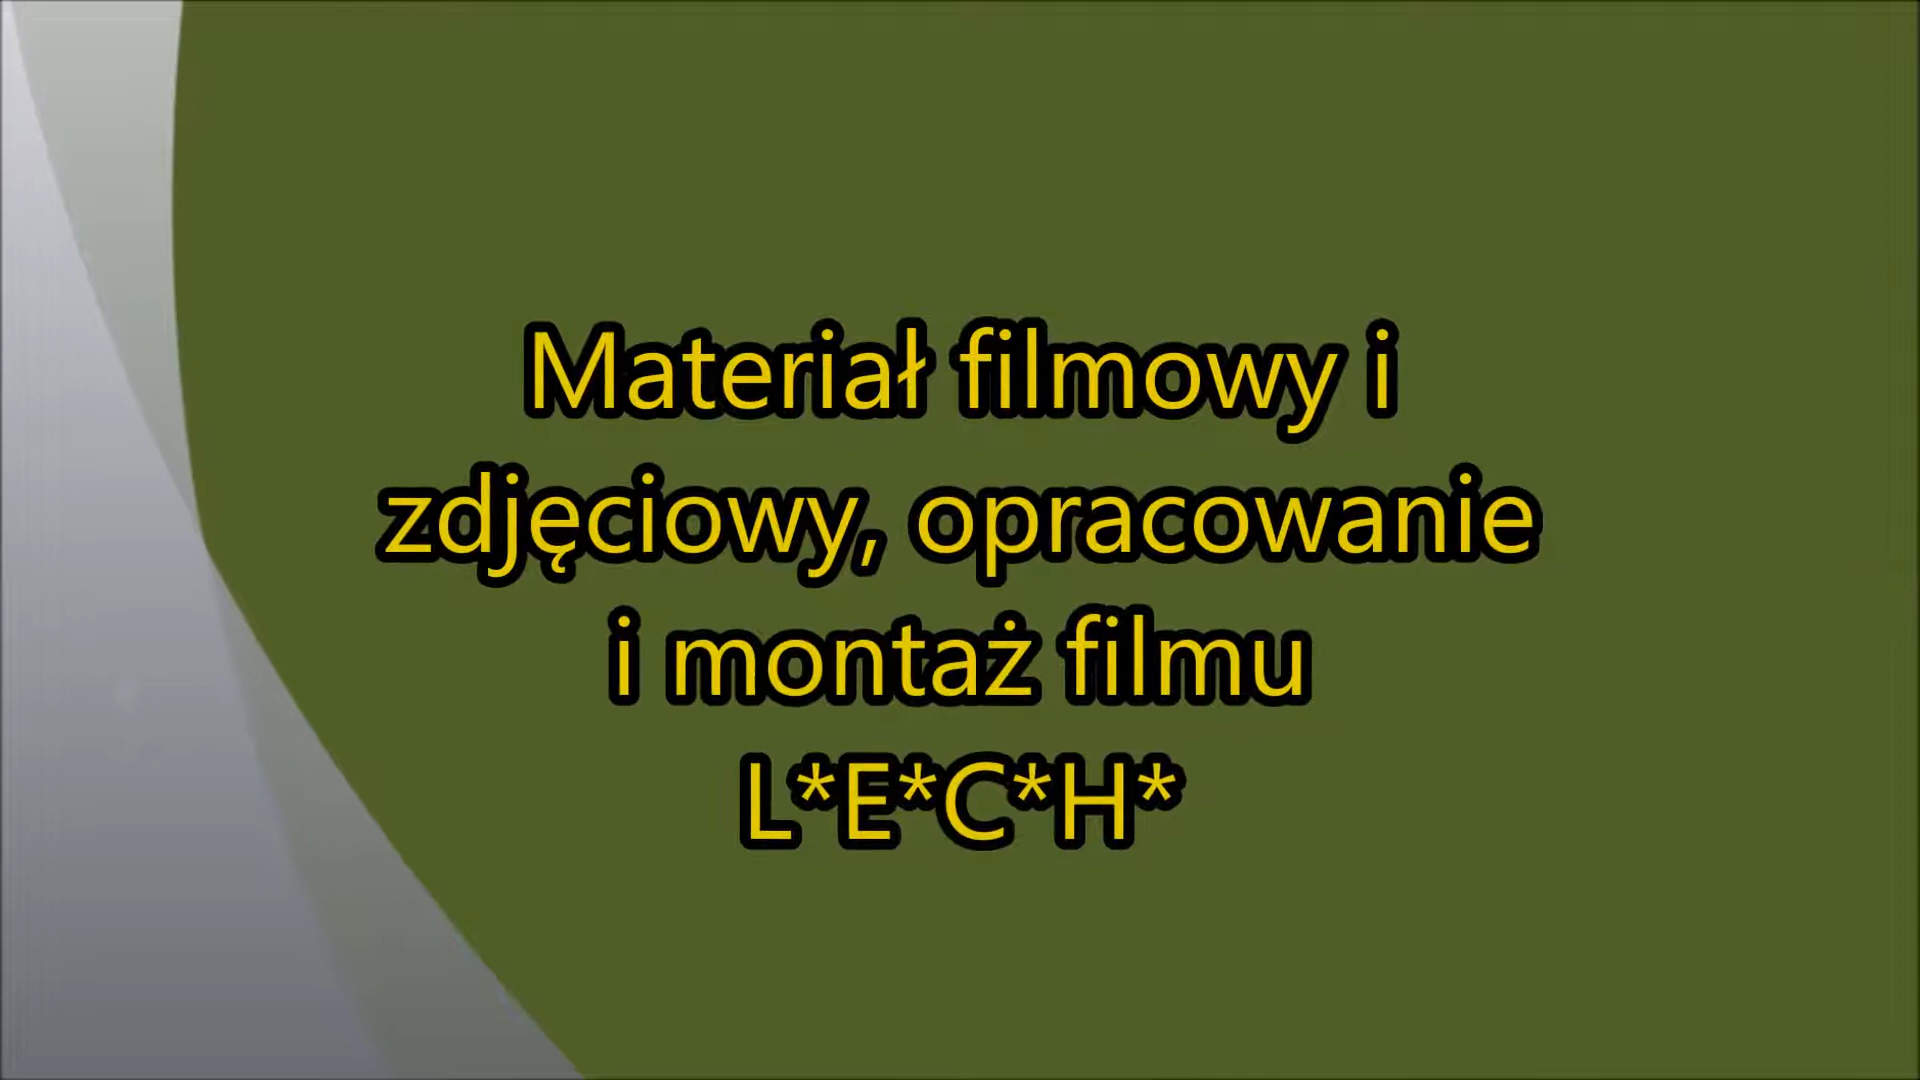 Materiał filmowy i
zdjęciowy, opracowanie
i montaż filmu
L*E*C*H*